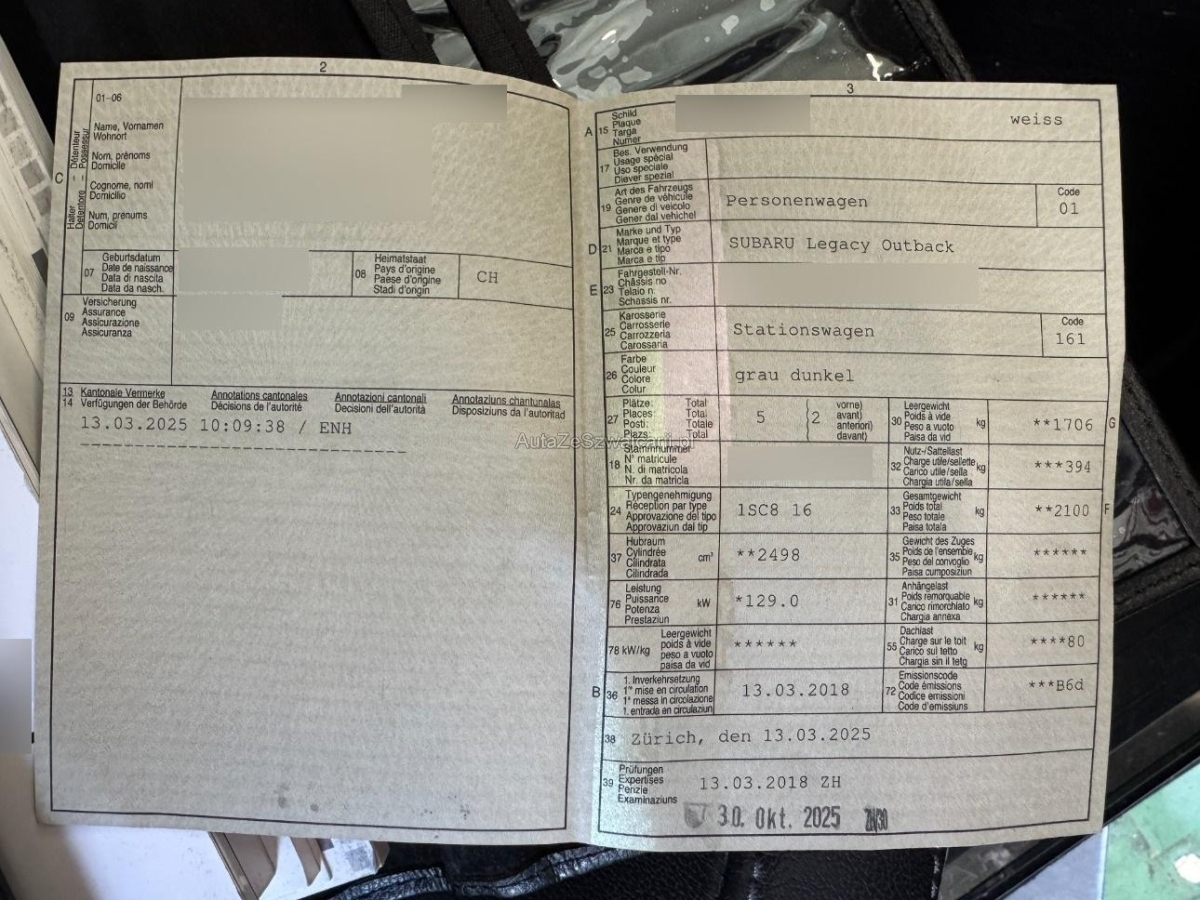 2
01-06
Halter – Détenteur
Detentore – Possessur
C
Name, Vornamen
Wohnort
Nom, prénoms
Domicile
Cognome, nomi
Domicilio
Num, prenums
Domicil
07
Geburtsdatum
Date de naissance
Data di nascita
Data da nasch.
08
Heimatstaat
Pays d'origine
Paese d'origine
Stadi d'origin
CH
09
Versicherung
Assurance
Assicurazione
Assicuranza
13 Kantonale Vermerke Annotations cantonales Annotazioni cantonali Annotaziuns chantunalas
14 Verfügungen der Behörde Décisions de l'autorité Decisioni dell'autorità Disposiziuns da l'autoritad
13.03.2025 10:09:38 / ENH
3
A 15
Schild
Plaque
Targa
Numer
weiss
17
Bes. Verwendung
Usage spécial
Uso speciale
Diever spezial
19
Art des Fahrzeugs
Genre de véhicule
Genere di veicolo
Gener dal vehichel
Personenwagen
Code
01
D 21
Marke und Typ
Marque et type
Marca e tipo
Marca e tip
SUBARU Legacy Outback
E 23
Fahrgestell-Nr.
Châssis no
Telaio n.
Schassis nr.
25
Karosserie
Carrosserie
Carrozzeria
Carossaria
Stationswagen
Code
161
26
Farbe
Couleur
Colore
Colur
grau dunkel
27
Plätze: Total
Places: Total
Posti: Totale
Plazs: Total
5
2
vorne)
avant)
anteriori)
davant)
30
Leergewicht
Poids à vide
Peso a vuoto
Paisa da vid
kg
**1706
G
AutaZeSzwajcarii.pl
18
Stammnummer
N° matricule
N. di matricola
Nr. da matricla
32
Nutz-/Sattellast
Charge utile/sellette
Carico utile/sella
Chargia utila/sella
kg
***394
24
Typengenehmigung
Réception par type
Approvazione del tipo
Approvaziun dal tip
1SC8 16
33
Gesamtgewicht
Poids total
Peso totale
Paisa totala
kg
**2100
F
37
Hubraum
Cylindrée
Cilindrata
Cilindrada
cm³
**2498
35
Gewicht des Zuges
Poids de l'ensemble
Peso del convoglio
Paisa cumposiziun
kg
******
76
Leistung
Puissance
Potenza
Prestaziun
kW
*129.0
31
Anhängelast
Poids remorquable
Carico rimorchiato
Chargia annexa
kg
******
78 kW/kg
Leergewicht
poids à vide
peso a vuoto
paisa da vid
******
55
Dachlast
Charge sur le toit
Carico sul tetto
Chargia sin il tetg
kg
****80
B 36
1. Inverkehrsetzung
1re mise en circulation
1a messa in circolazione
1. entrada en circulaziun
13.03.2018
72
Emissionscode
Code émissions
Codice emissioni
Code d'emissiuns
***B6d
38
Zürich, den 13.03.2025
39
Prüfungen
Expertises
Perizie
Examinaziuns
13.03.2018 ZH
30. Okt. 2025